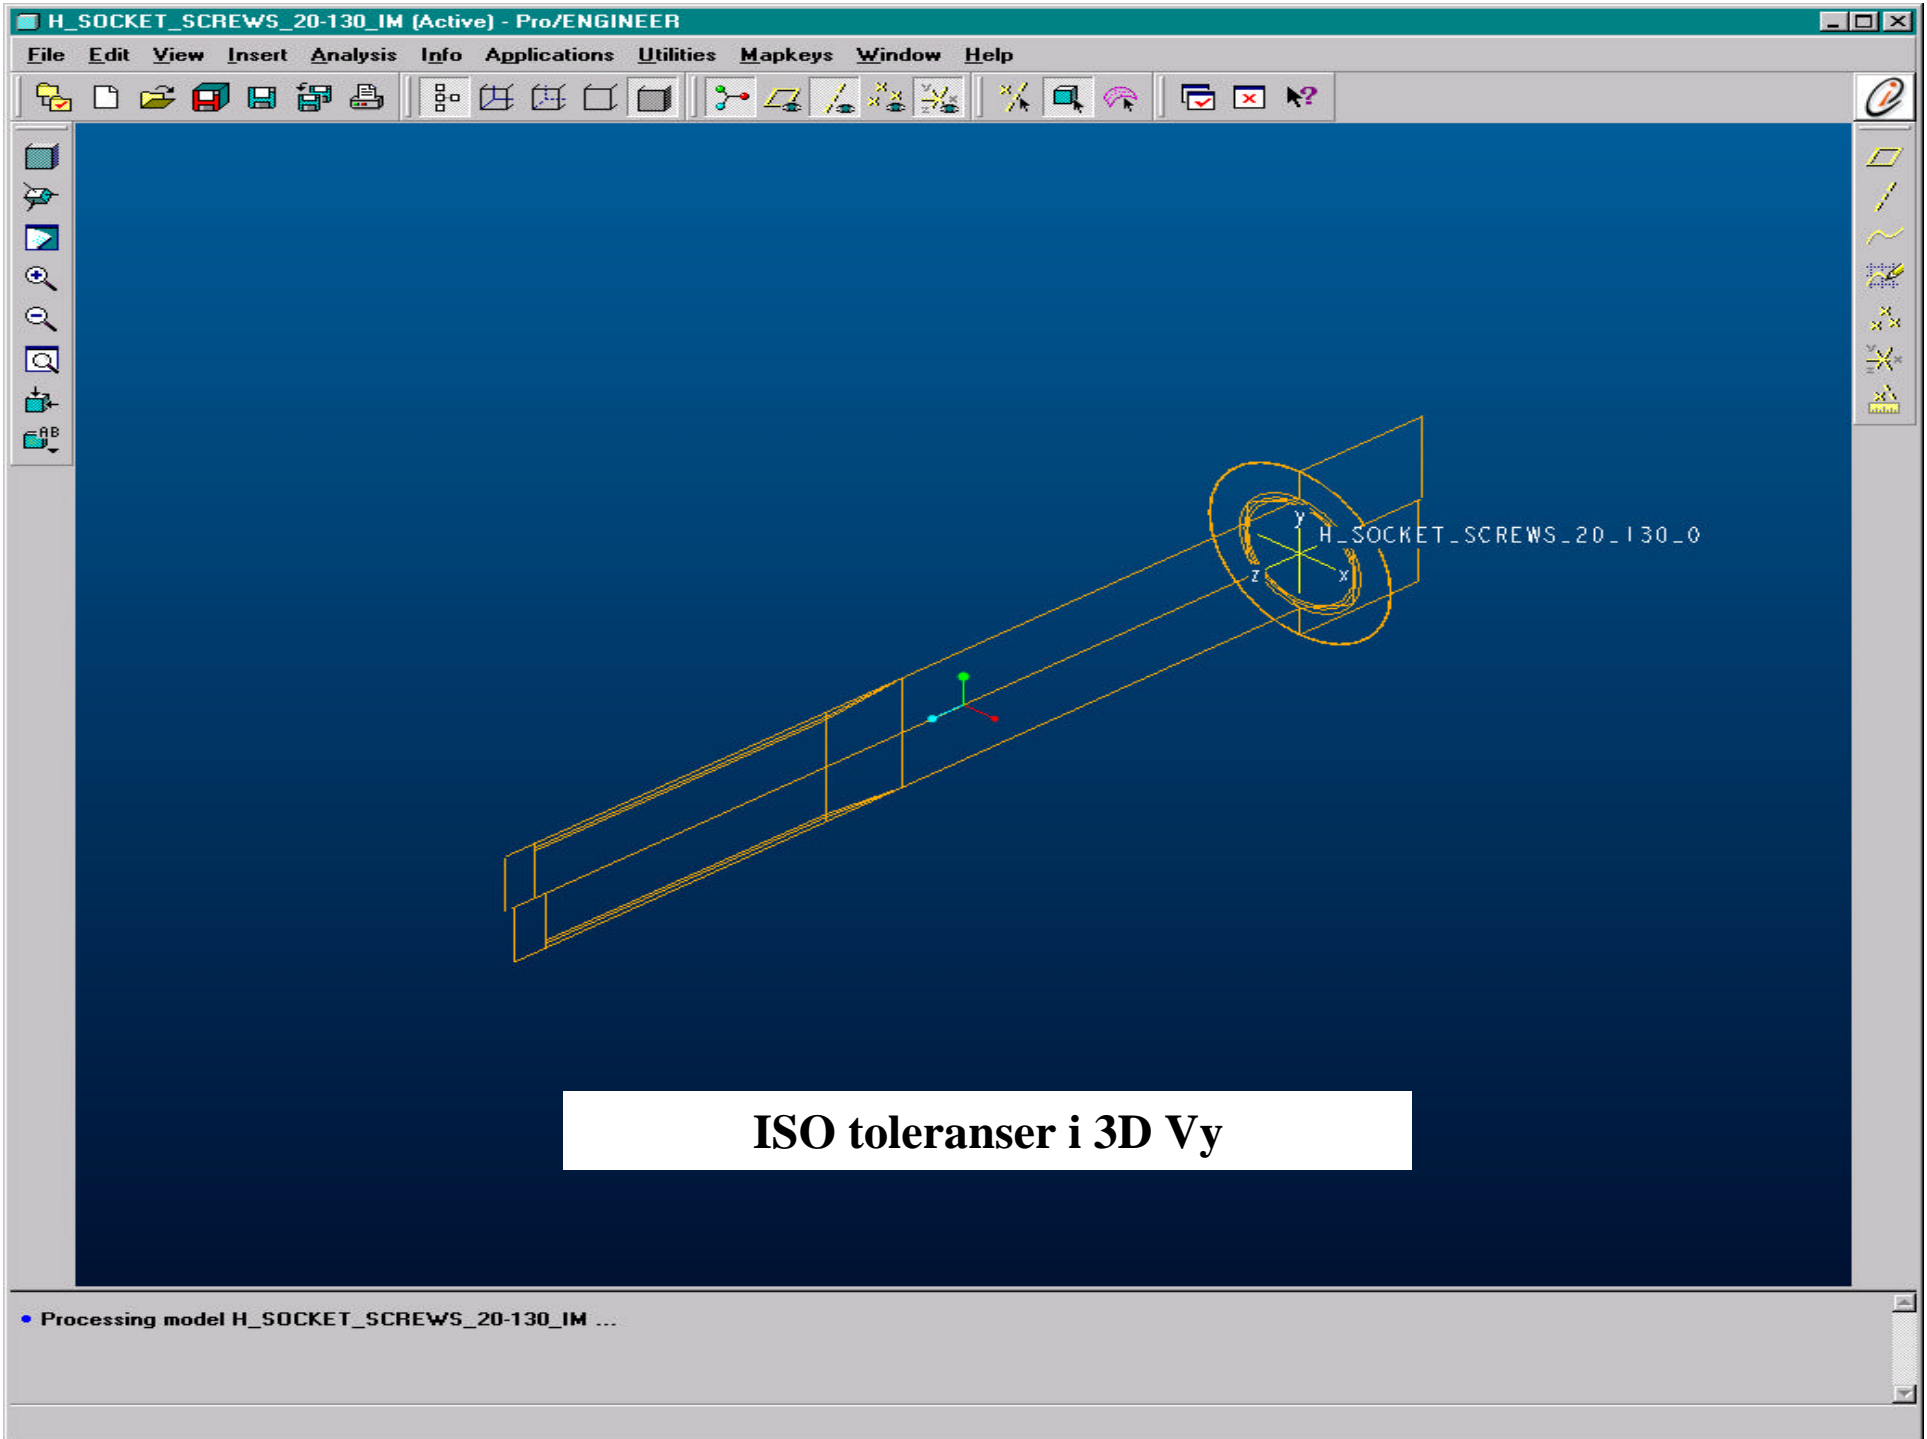 H_SOCKET_SCREWS_20-130_IM (Active) - Pro/ENGINEER
File Edit View Insert Analysis Info Applications Utilities Mapkeys Window Help
AB
y
H_SOCKET_SCREWS_20_130_0
z x
ISO toleranser i 3D Vy
• Processing model H_SOCKET_SCREWS_20-130_IM ...